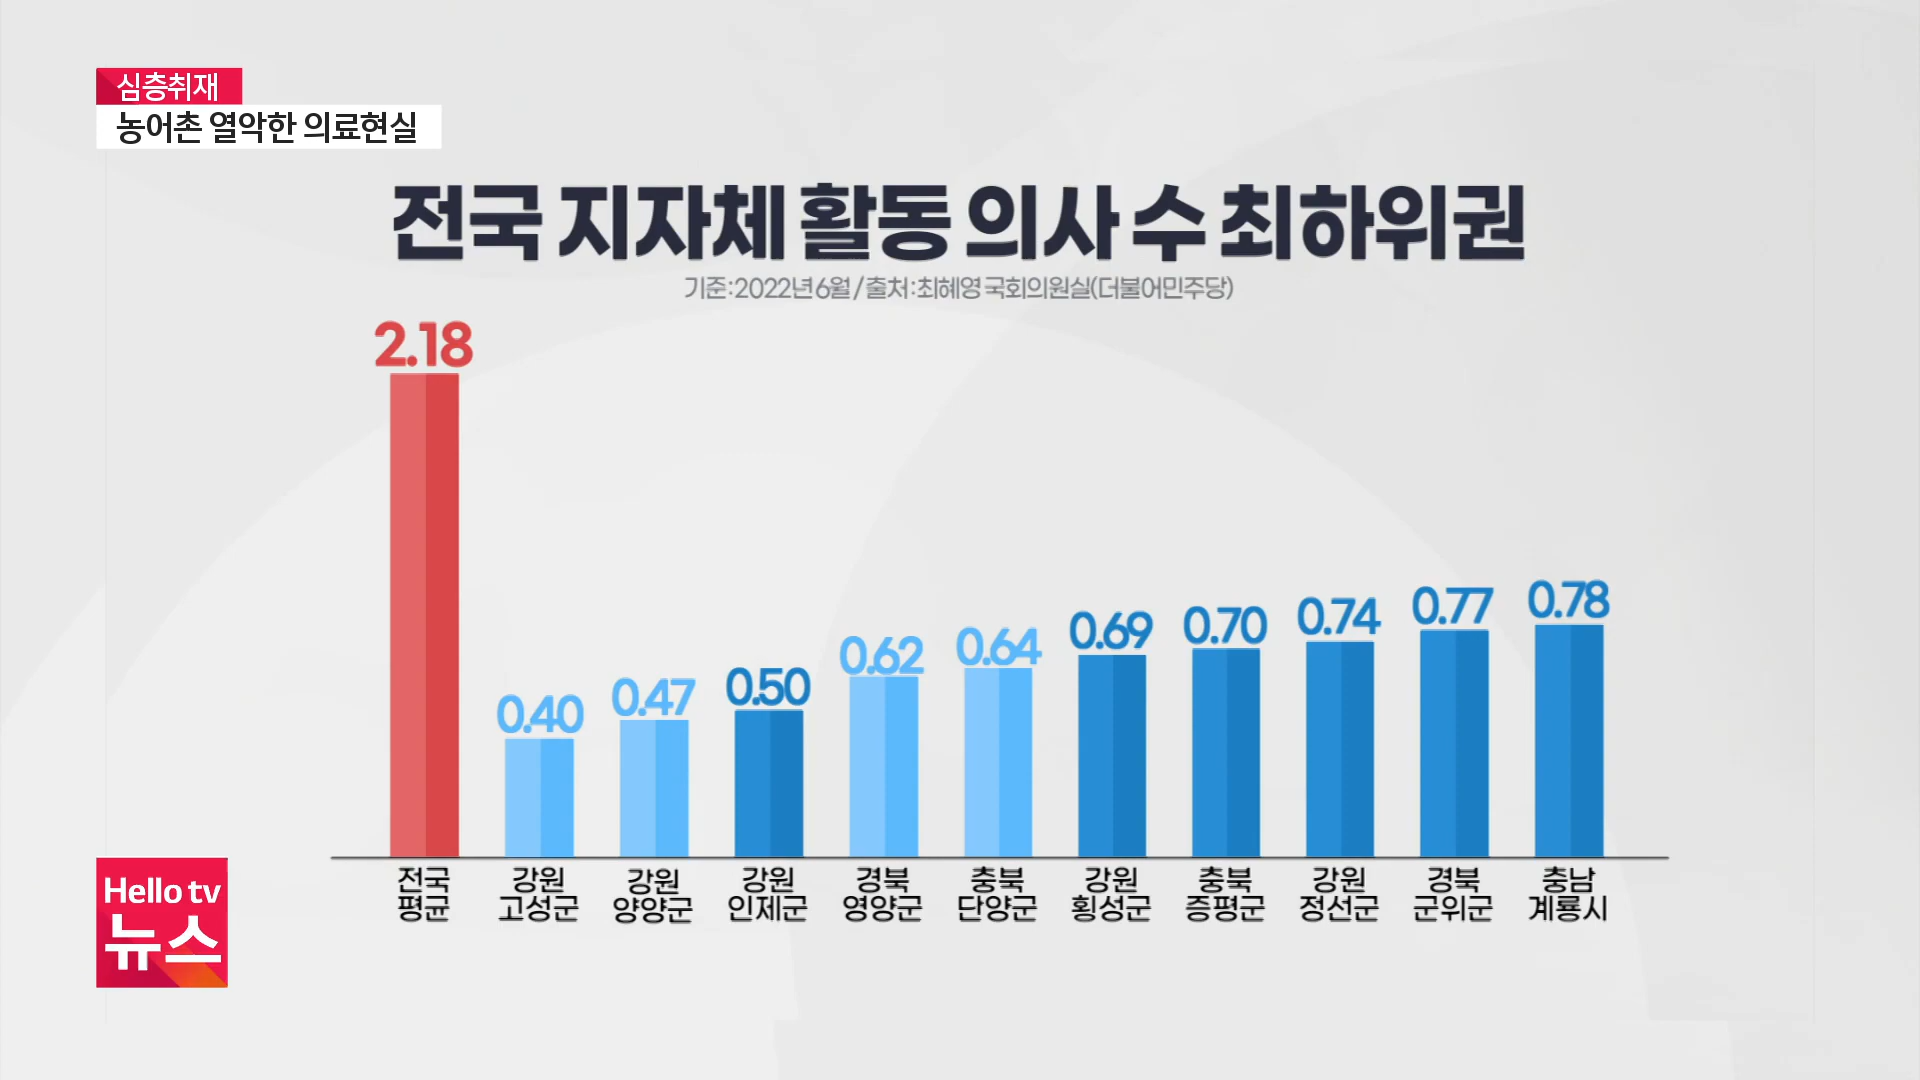 심층취재
농어촌 열악한 의료현실
전국 지자체 활동 의사 수 최하위권
기준:2022년 6월 / 출처:최혜영 국회의원실(더불어민주당)
2.18
0.40
0.47
0.50
0.62
0.64
0.69
0.70
0.74
0.77
0.78
전국
평균
강원
고성군
강원
양양군
강원
인제군
경북
영양군
충북
단양군
강원
횡성군
충북
증평군
강원
정선군
경북
군위군
충남
계룡시
Hello tv
뉴스